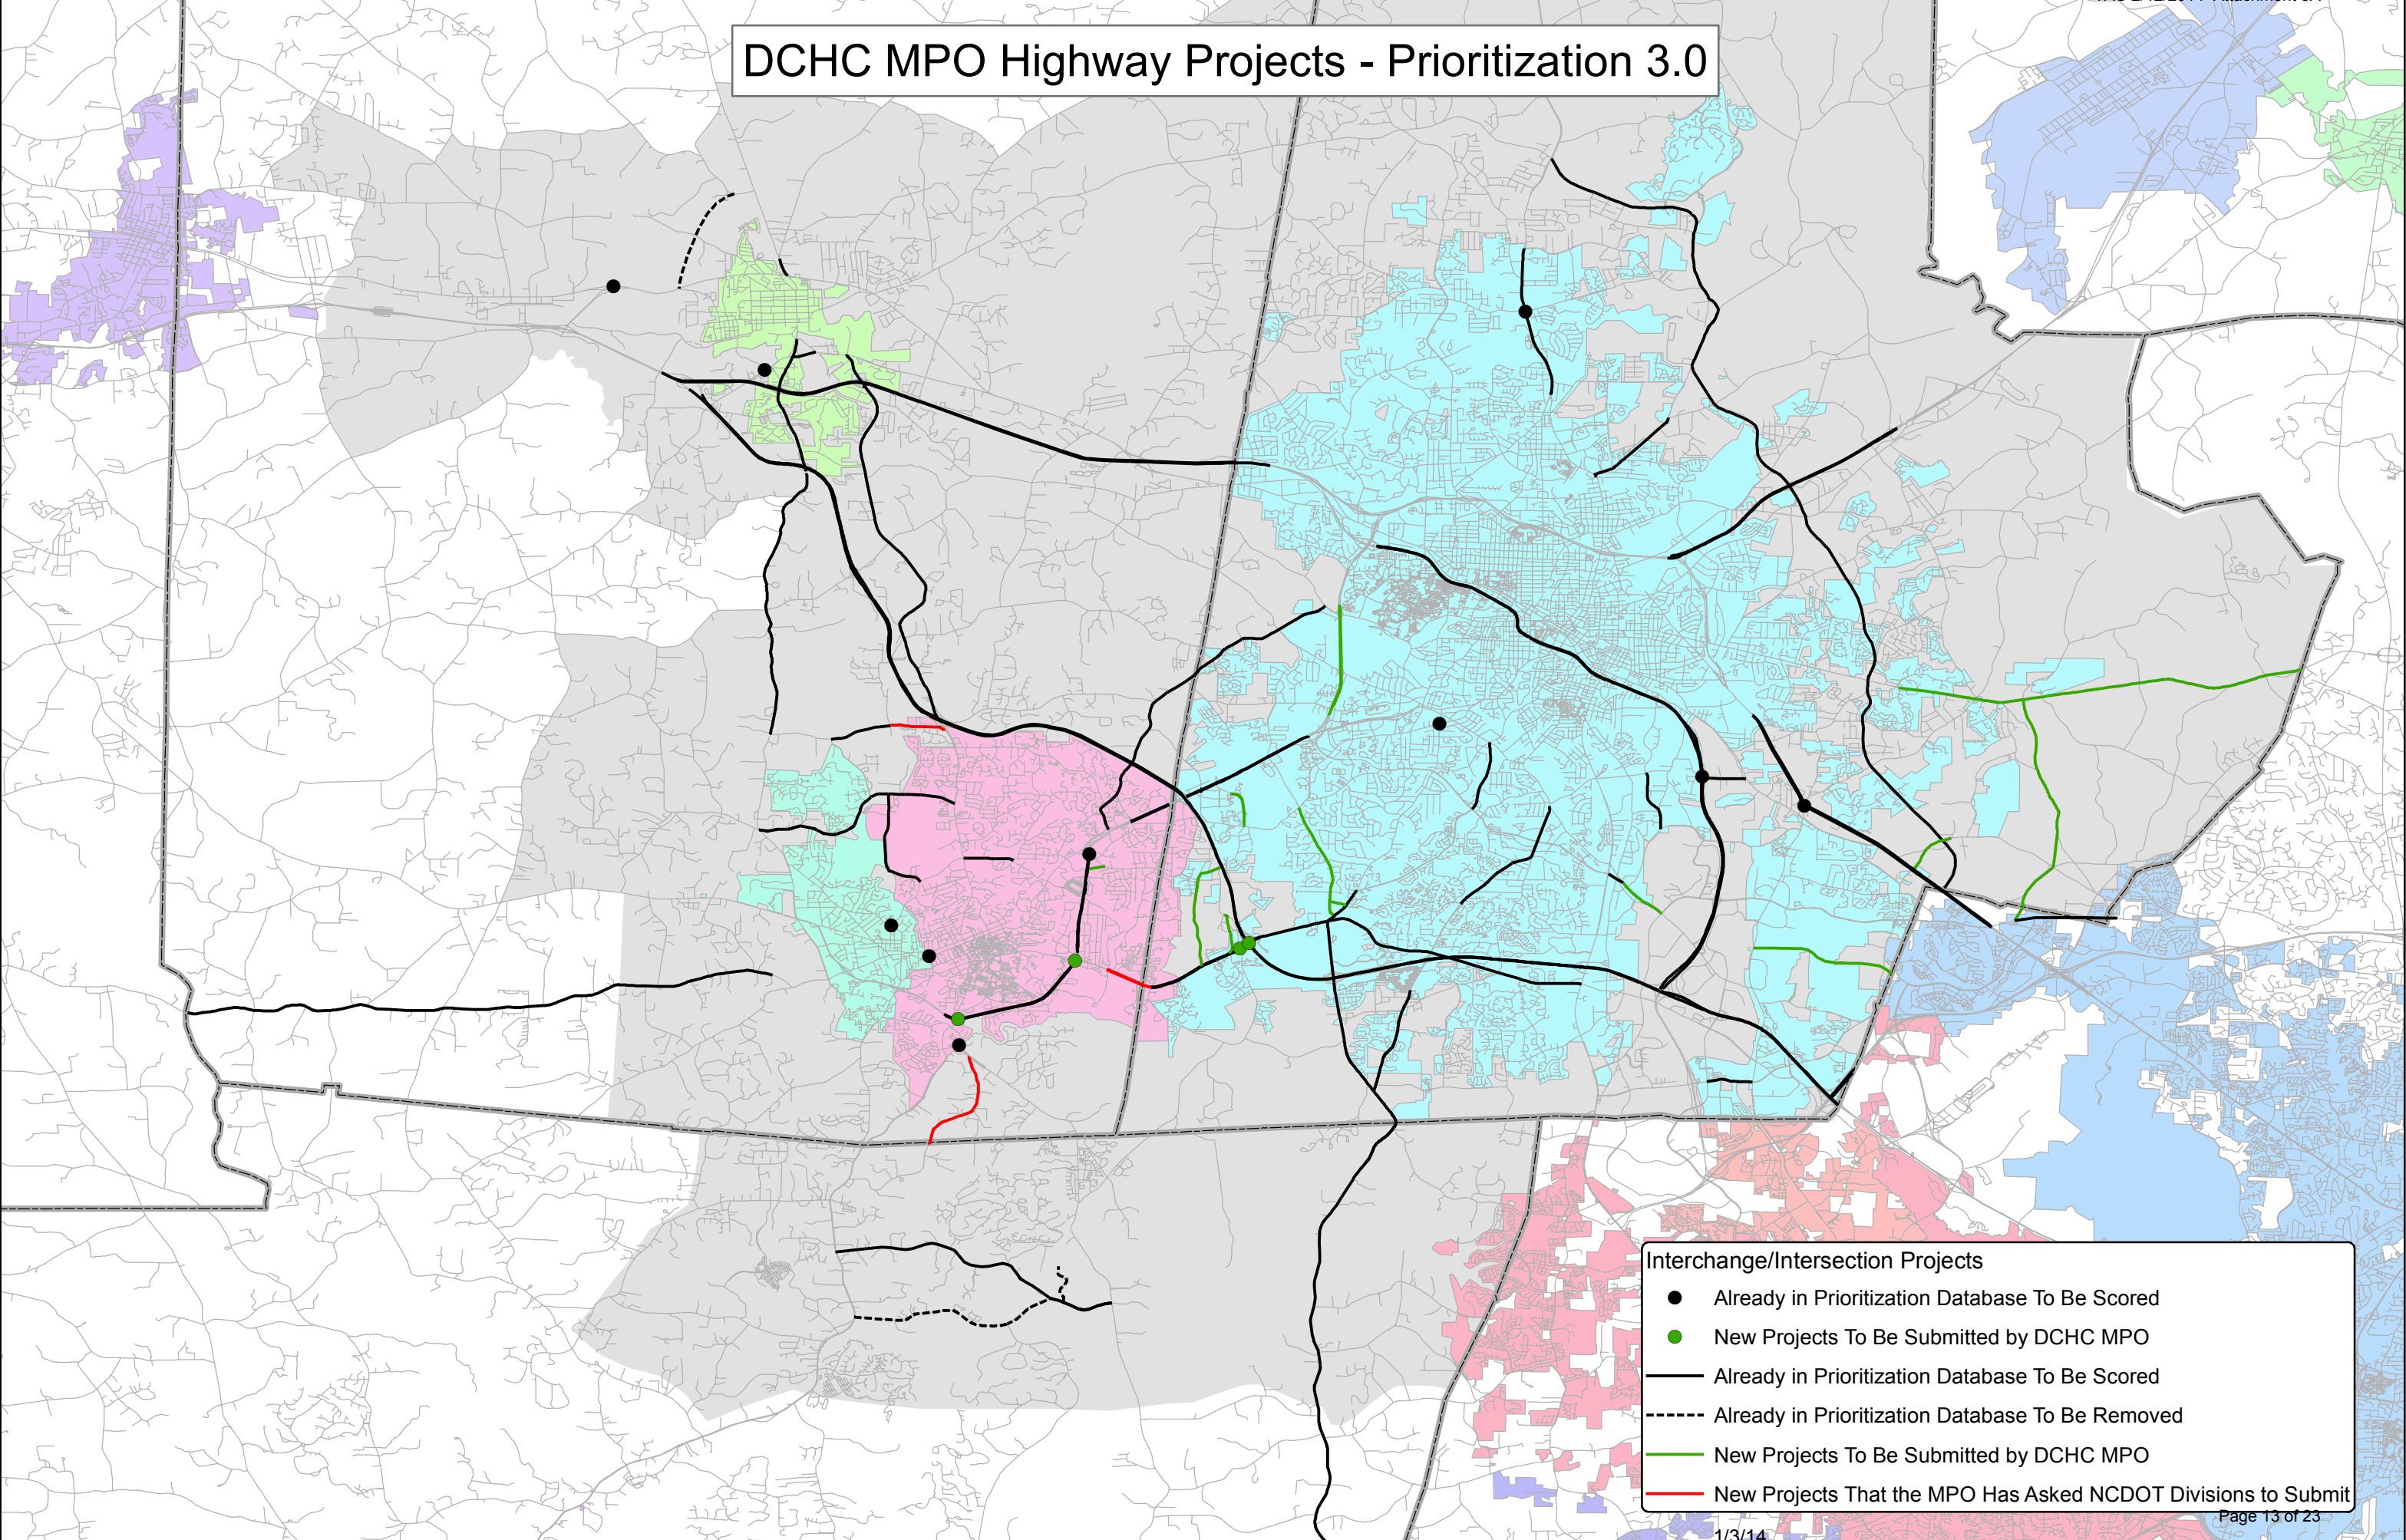 DCHC MPO Highway Projects - Prioritization 3.0
Interchange/Intersection Projects
Already in Prioritization Database To Be Scored
New Projects To Be Submitted by DCHC MPO
Already in Prioritization Database To Be Scored
Already in Prioritization Database To Be Removed
New Projects To Be Submitted by DCHC MPO
New Projects That the MPO Has Asked NCDOT Divisions to Submit
Page 13 of 23
1/3/14